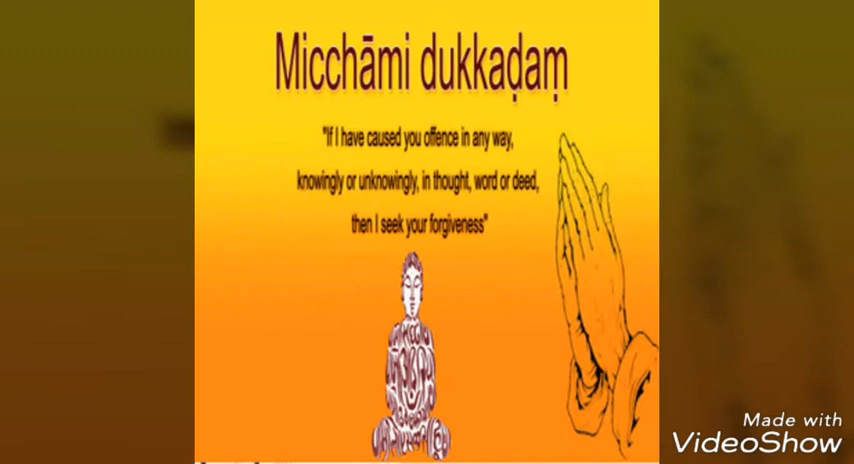 Micchāmi dukkaḍaṃ
"If I have caused you offence in any way,
knowingly or unknowingly, in thought, word or deed,
then I seek your forgiveness"
Made with
VideoShow